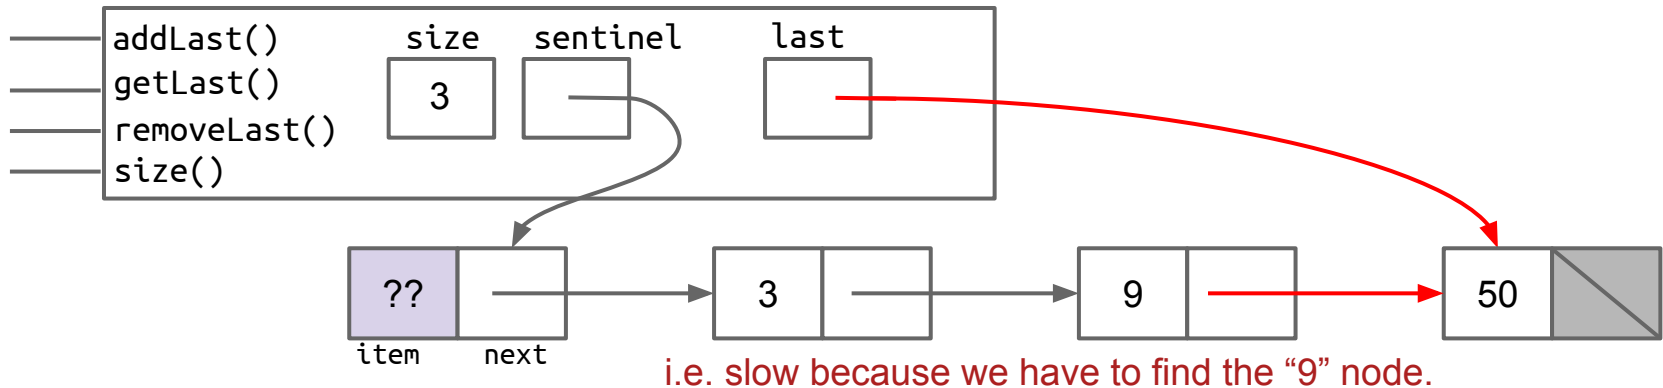 addLast()
getLast()
removeLast()
size()
size
3
sentinel
last
??
item
next
3
9
50
i.e. slow because we have to find the “9” node.